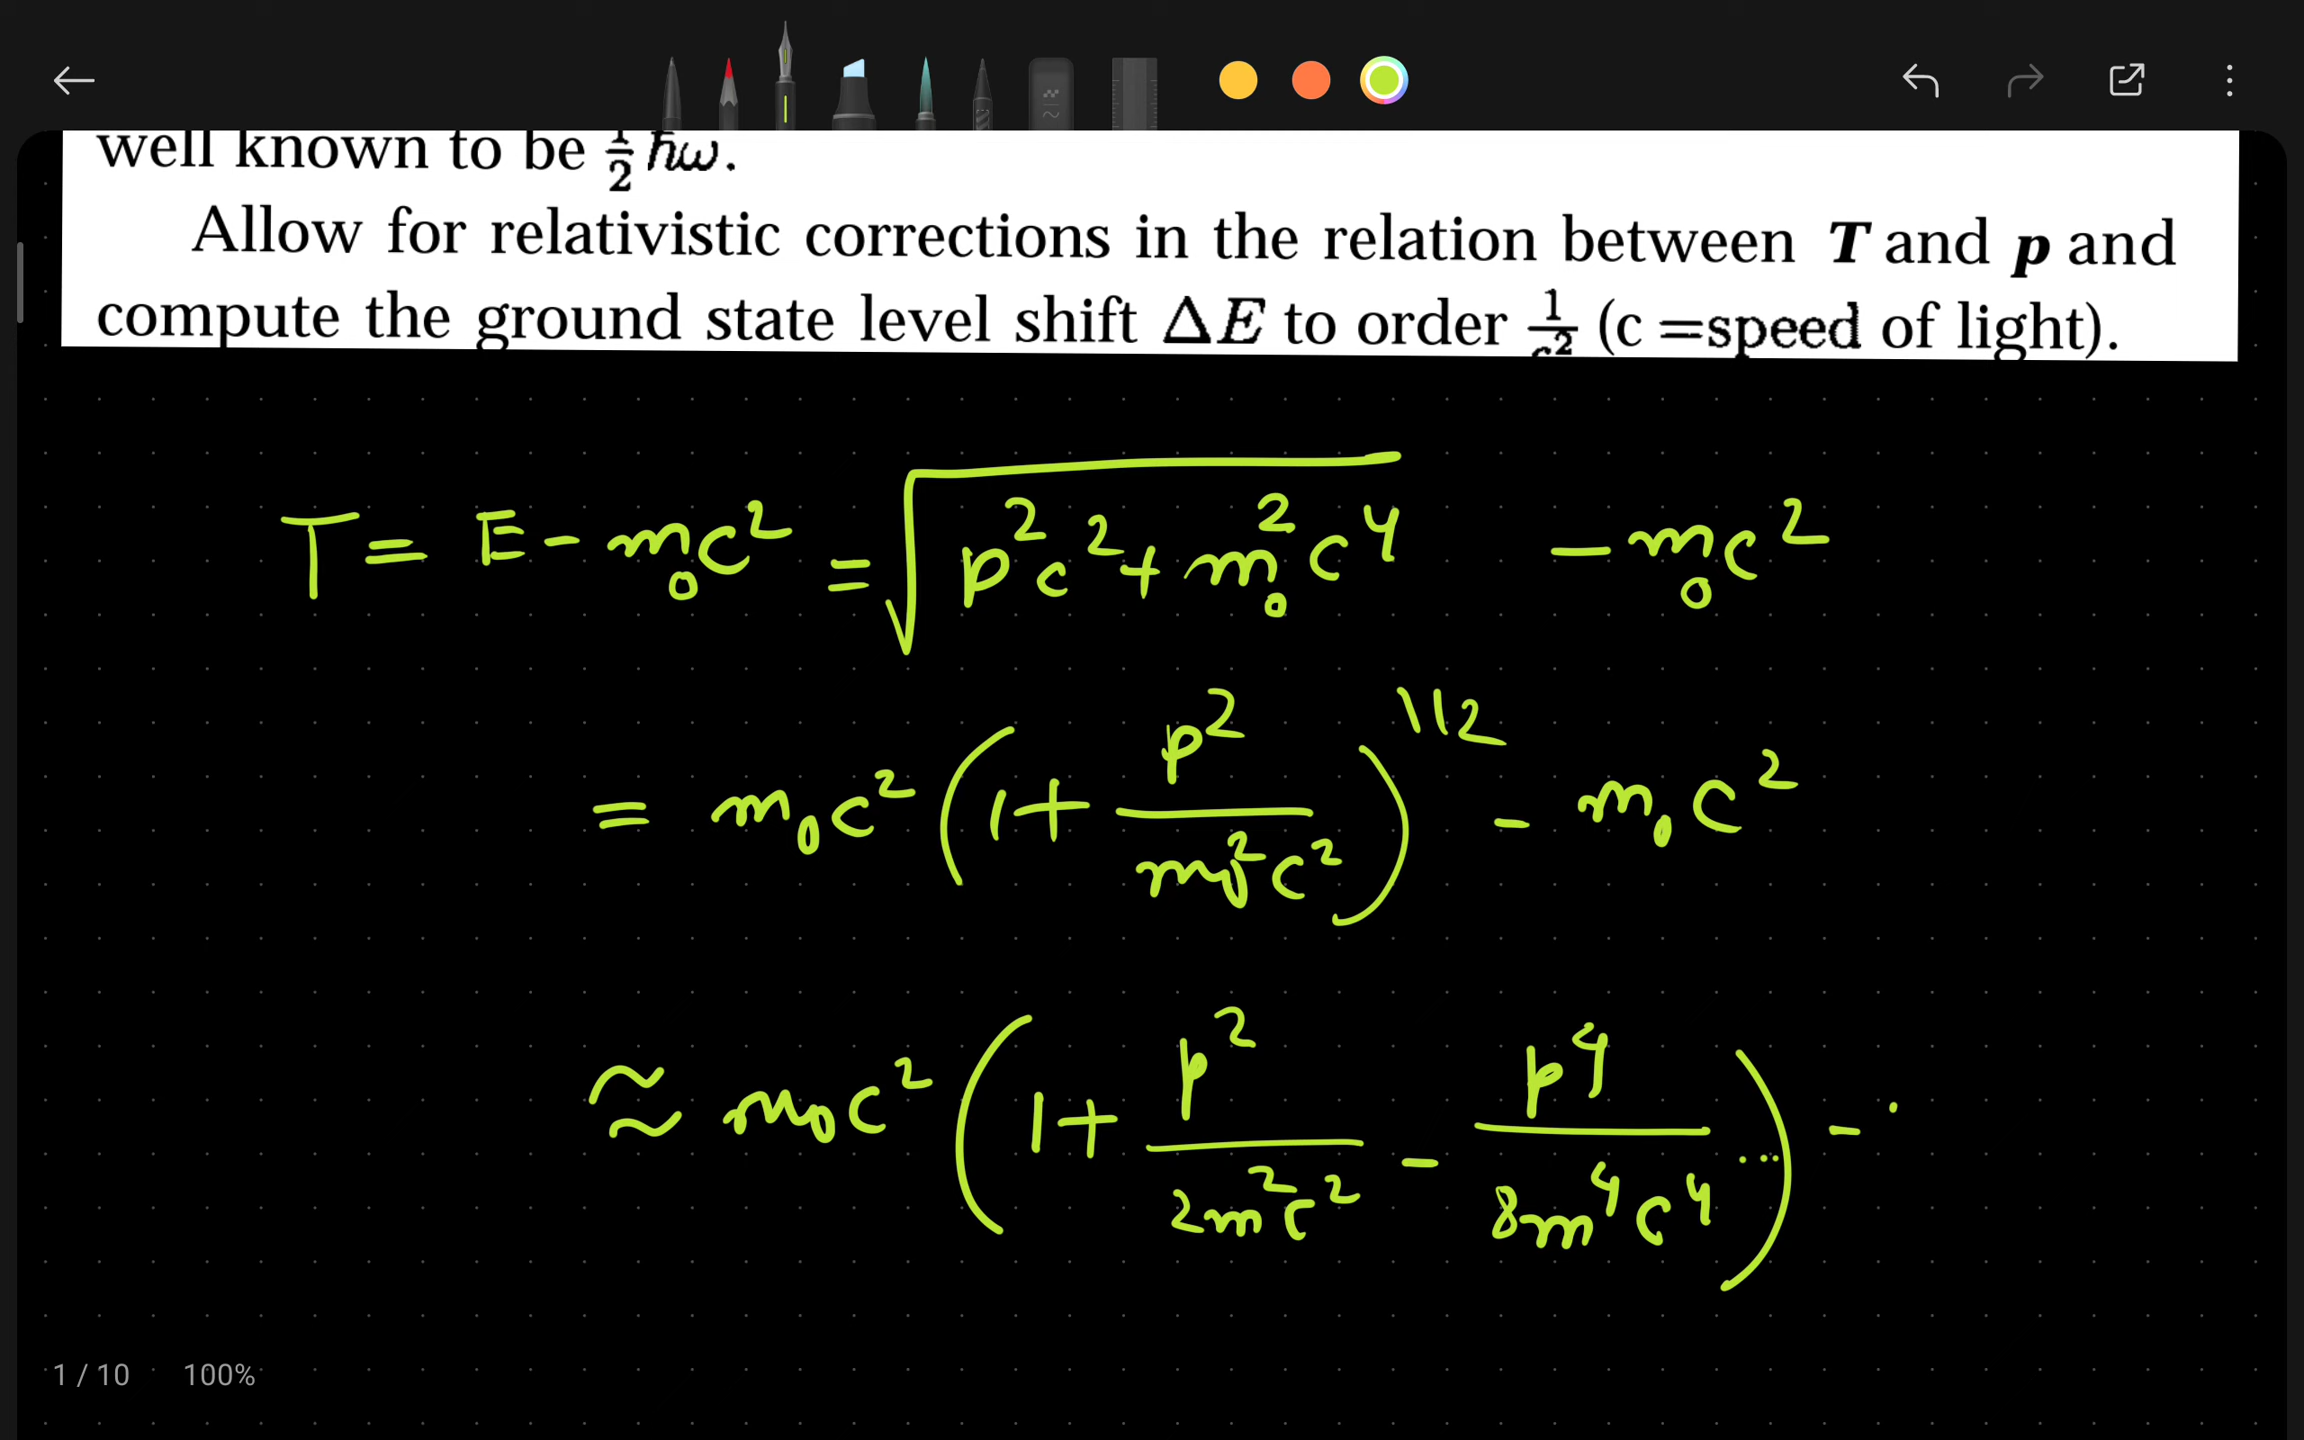 well known to be ½ ħω.
Allow for relativistic corrections in the relation between T and p and
compute the ground state level shift ΔE to order 1/c² (c =speed of light).
T = E - m₀c² = √(p²c² + m₀²c⁴) - m₀c²
= m₀c² (1 + p²/(m₀²c²))^(1/2) - m₀c²
≈ m₀c² (1 + p²/(2m²c²) - p⁴/(8m⁴c⁴) ...) -
1 / 10 100%